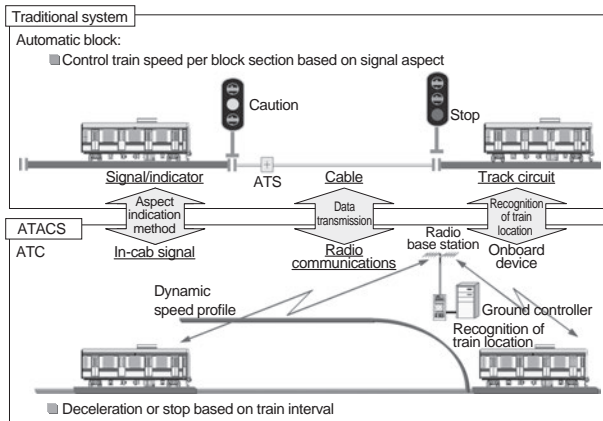 Traditional system
Automatic block:
Control train speed per block section based on signal aspect
Caution
Stop
Signal/indicator
ATS
Cable
Track circuit
Aspect
indication
method
Data
transmission
Recognition
of train
location
ATACS
ATC
In-cab signal
Radio
communications
Radio
base station
Onboard
device
Dynamic
speed profile
Ground controller
Recognition of
train location
Deceleration or stop based on train interval